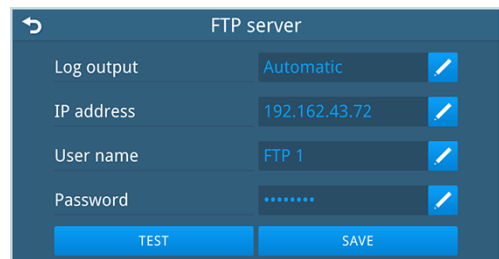 FTP server
Log output Automatic
IP address 192.162.43.72
User name FTP 1
Password ••••••••
TEST SAVE